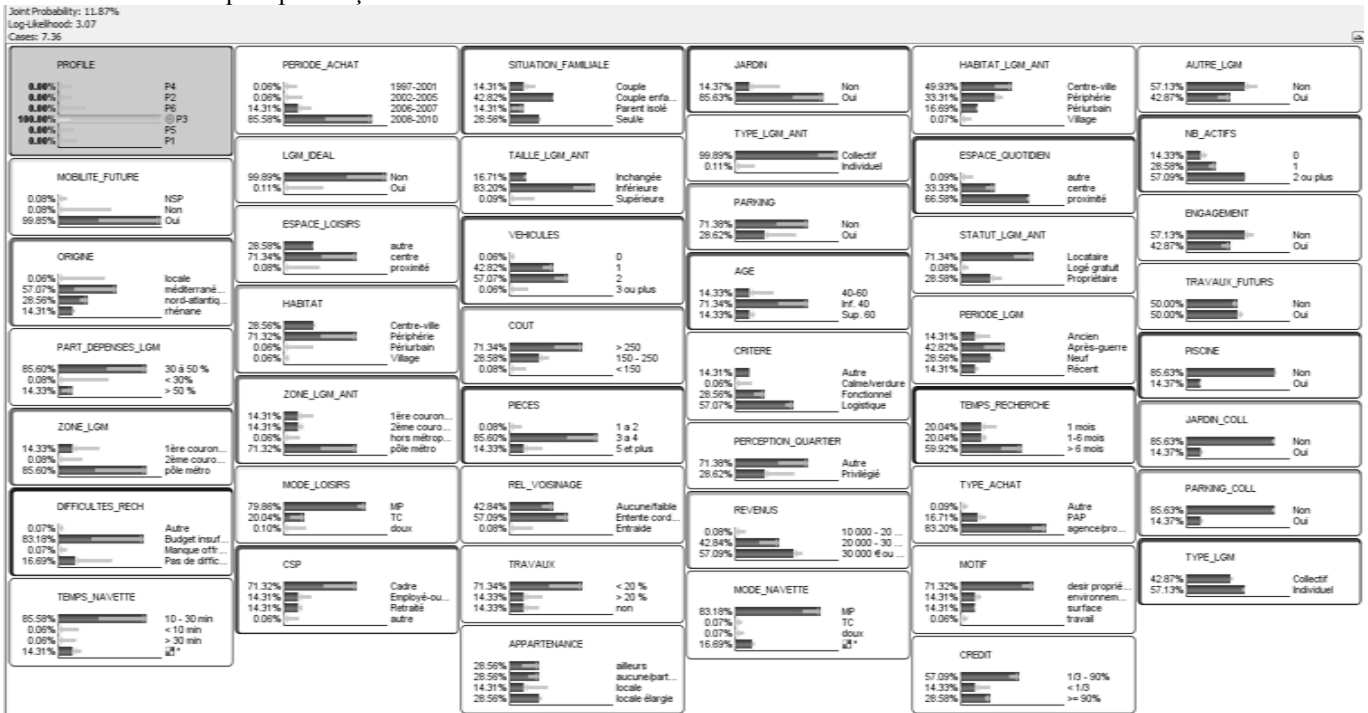 Joint Probability: 11.87%
Log-Likelihood: 3.07
Cases: 7.36
PROFILE
0.00% P4
0.00% P2
0.00% P6
100.00% P3
0.00% P5
0.00% P1
MOBILITE_FUTURE
0.08% NSP
0.08% Non
99.85% Oui
ORIGINE
0.06% locale
57.07% méditerrané...
28.56% nord-atlantiq...
14.31% rhénane
PART_DEPENSES_LGM
85.60% 30 à 50 %
0.08% < 30%
14.33% > 50 %
ZONE_LGM
14.33% 1ère couron...
0.08% 2ème couro...
85.60% pôle métro
DIFFICULTES_RECH
0.07% Autre
83.18% Budget insuf...
0.07% Manque offr...
16.69% Pas de diffic...
TEMPS_NAVETTE
85.58% 10 - 30 min
0.06% < 10 min
0.06% > 30 min
14.31% *
PERIODE_ACHAT
0.06% 1997-2001
0.06% 2002-2005
14.31% 2006-2007
85.58% 2008-2010
LGM_IDEAL
99.89% Non
0.11% Oui
ESPACE_LOISIRS
28.58% autre
71.34% centre
0.08% proximité
HABITAT
28.56% Centre-ville
71.32% Périphérie
0.06% Périurbain
0.06% Village
ZONE_LGM_ANT
14.31% 1ère couron...
14.31% 2ème couro...
0.06% hors métrop...
71.32% pôle métro
MODE_LOISIRS
79.86% MP
20.04% TC
0.10% doux
CSP
71.32% Cadre
14.31% Employé-ou...
14.31% Retraité
0.06% autre
SITUATION_FAMILIALE
14.31% Couple
42.82% Couple enfa...
14.31% Parent isolé
28.56% Seul/e
TAILLE_LGM_ANT
16.71% Inchangée
83.20% Inférieure
0.09% Supérieure
VEHICULES
0.06% 0
42.82% 1
57.07% 2
0.06% 3 ou plus
COUT
71.34% > 250
28.58% 150 - 250
0.08% < 150
PIECES
0.08% 1 a 2
85.60% 3 a 4
14.33% 5 et plus
REL_VOISINAGE
42.84% Aucune/faible
57.09% Entente cord...
0.08% Entraide
TRAVAUX
71.34% < 20 %
14.33% > 20 %
14.33% non
APPARTENANCE
28.56% ailleurs
28.56% aucune/part...
14.31% locale
28.56% locale élargie
JARDIN
14.37% Non
85.63% Oui
TYPE_LGM_ANT
99.89% Collectif
0.11% Individuel
PARKING
71.38% Non
28.62% Oui
AGE
14.33% 40-60
71.34% Inf. 40
14.33% Sup. 60
CRITERE
14.31% Autre
0.06% Calme/verdure
28.56% Fonctionnel
57.07% Logistique
PERCEPTION_QUARTIER
71.38% Autre
28.62% Privilégié
REVENUS
0.08% 10 000 - 20 ...
42.84% 20 000 - 30 ...
57.09% 30 000 € ou ...
MODE_NAVETTE
83.18% MP
0.07% TC
0.07% doux
16.69% *
HABITAT_LGM_ANT
49.93% Centre-ville
33.31% Périphérie
16.69% Périurbain
0.07% Village
ESPACE_QUOTIDIEN
0.09% autre
33.33% centre
66.58% proximité
STATUT_LGM_ANT
71.34% Locataire
0.08% Logé gratuit
28.58% Propriétaire
PERIODE_LGM
14.31% Ancien
42.82% Après-guerre
28.56% Neuf
14.31% Récent
TEMPS_RECHERCHE
20.04% 1 mois
20.04% 1-6 mois
59.92% > 6 mois
TYPE_ACHAT
0.09% Autre
16.71% PAP
83.20% agence/pro...
MOTIF
71.32% desir proprié...
14.31% environnem...
14.31% surface
0.06% travail
CREDIT
57.09% 1/3 - 90%
14.33% < 1/3
28.58% >= 90%
AUTRE_LGM
57.13% Non
42.87% Oui
NB_ACTIFS
14.33% 0
28.58% 1
57.09% 2 ou plus
ENGAGEMENT
57.13% Non
42.87% Oui
TRAVAUX_FUTURS
50.00% Non
50.00% Oui
PISCINE
85.63% Non
14.37% Oui
JARDIN_COLL
85.63% Non
14.37% Oui
PARKING_COLL
85.63% Non
14.37% Oui
TYPE_LGM
42.87% Collectif
57.13% Individuel